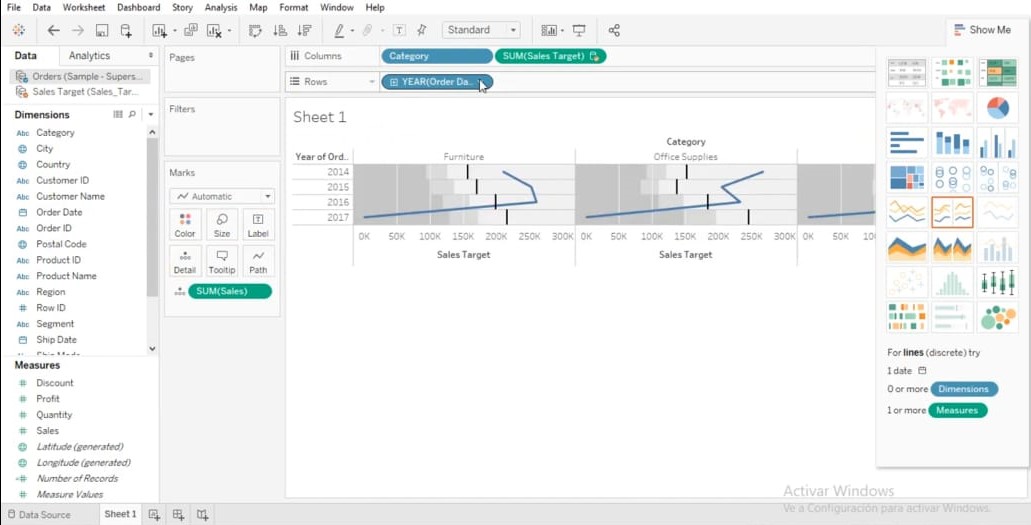 File Data Worksheet Dashboard Story Analysis Map Format Window Help
Standard
Show Me
Data Analytics
Pages
Columns Category SUM(Sales Target)
Rows YEAR(Order Da..
Orders (Sample - Supers...
Sales Target (Sales_Tar...
Filters
Dimensions
Abc Category
City
Country
Abc Customer ID
Abc Customer Name
Order Date
Abc Order ID
Postal Code
Abc Product ID
Abc Product Name
Abc Region
# Row ID
Abc Segment
Ship Date
Abc Ship Mode
Marks
Automatic
Color Size Label
Detail Tooltip Path
SUM(Sales)
Measures
# Discount
# Profit
# Quantity
# Sales
Latitude (generated)
Longitude (generated)
=# Number of Records
# Measure Values
Sheet 1
Category
Year of Ord.. Furniture Office Supplies
2014
2015
2016
2017
0K 50K 100K 150K 200K 250K 300K 0K 50K 100K 150K 200K 250K 300K 0K 50K 10
Sales Target Sales Target
For lines (discrete) try
1 date
0 or more Dimensions
1 or more Measures
Activar Windows
Ve a Configuración para activar Windows.
Data Source Sheet 1